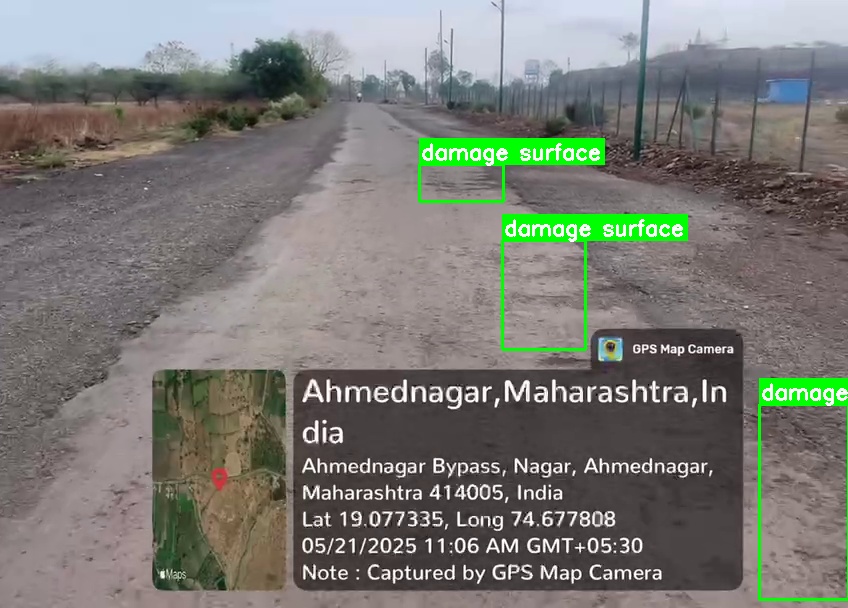 damage surface
damage surface
GPS Map Camera
damage
Ahmednagar,Maharashtra,In
dia
Ahmednagar Bypass, Nagar, Ahmednagar,
Maharashtra 414005, India
Lat 19.077335, Long 74.677808
05/21/2025 11:06 AM GMT+05:30
Note : Captured by GPS Map Camera
Maps